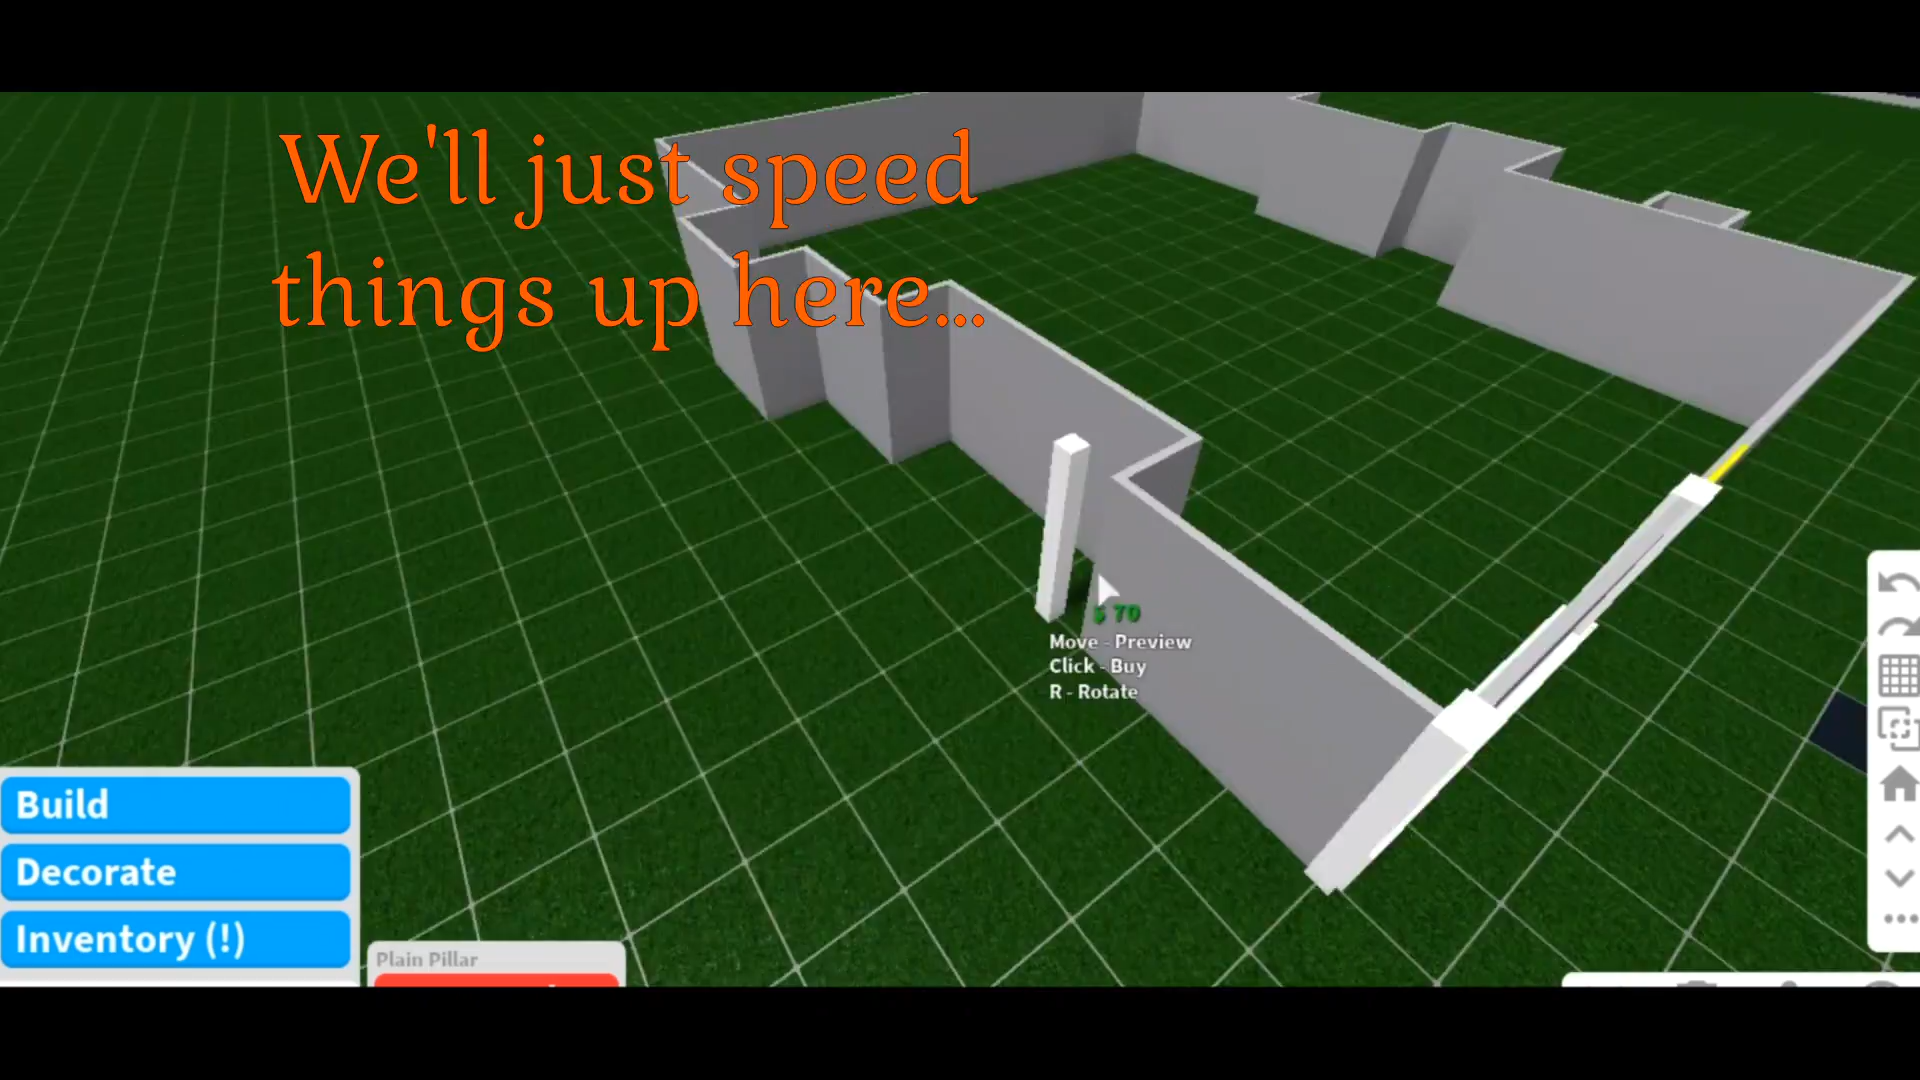 We'll just speed
things up here...
$ 70
Move - Preview
Click - Buy
R - Rotate
Build
Decorate
Inventory (!)
Plain Pillar